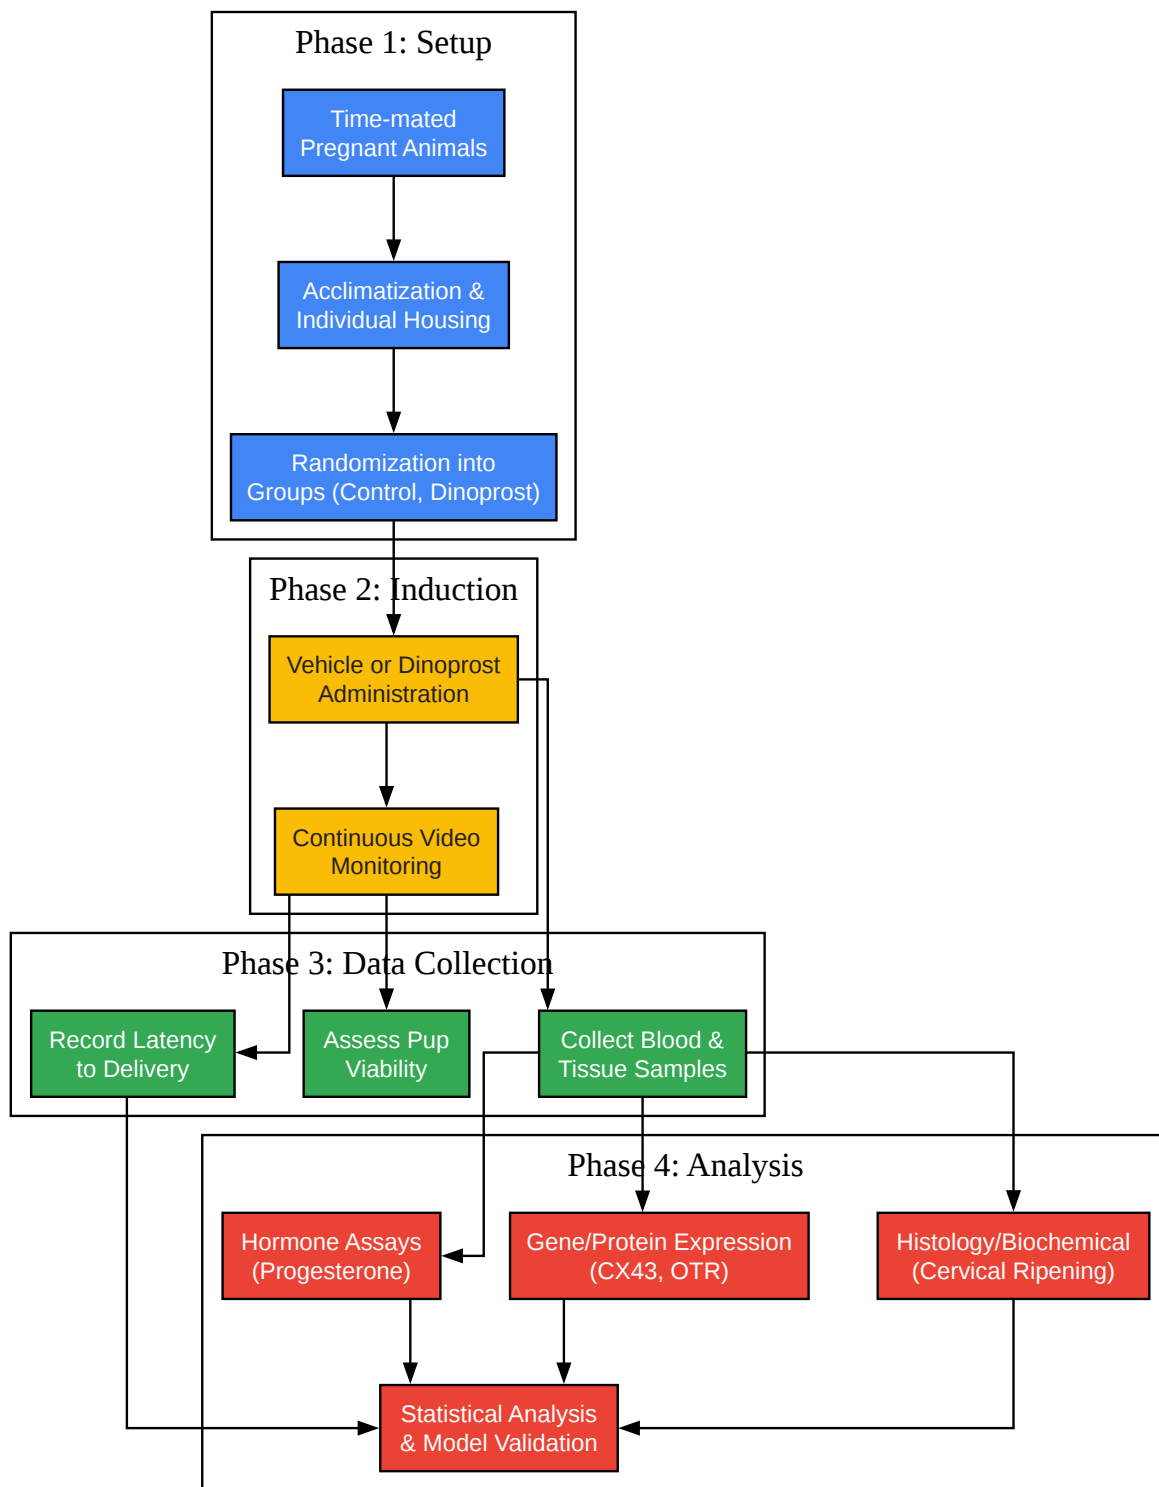 Phase 1: Setup
Time-mated
Pregnant Animals
Acclimatization &
Individual Housing
Randomization into
Groups (Control, Dinoprost)
Phase 2: Induction
Vehicle or Dinoprost
Administration
Continuous Video
Monitoring
Phase 3: Data Collection
Record Latency
to Delivery
Assess Pup
Viability
Collect Blood &
Tissue Samples
Phase 4: Analysis
Hormone Assays
(Progesterone)
Gene/Protein Expression
(CX43, OTR)
Histology/Biochemical
(Cervical Ripening)
Statistical Analysis
& Model Validation